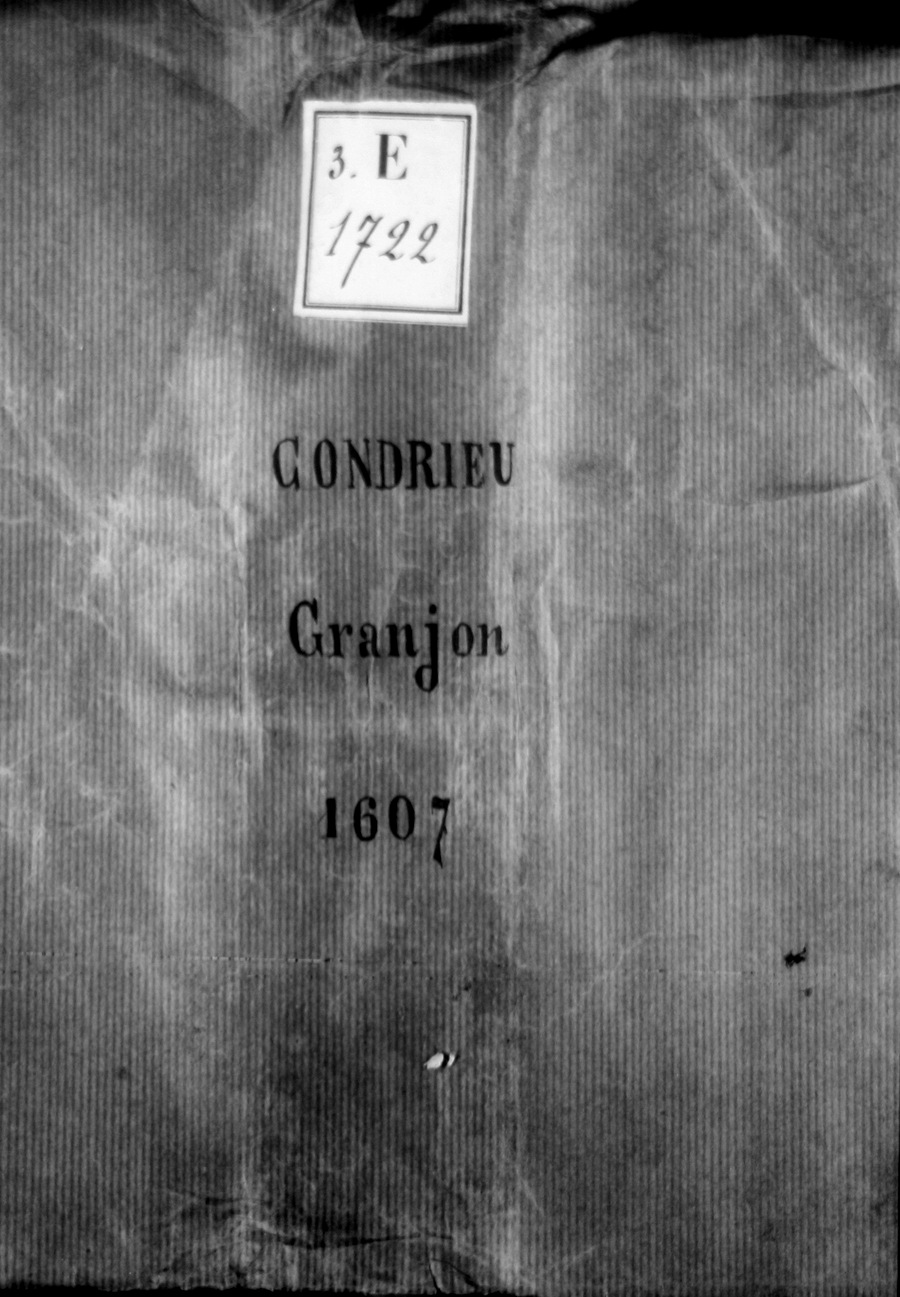 3. E
1722
CONDRIEU
Granjon
1607